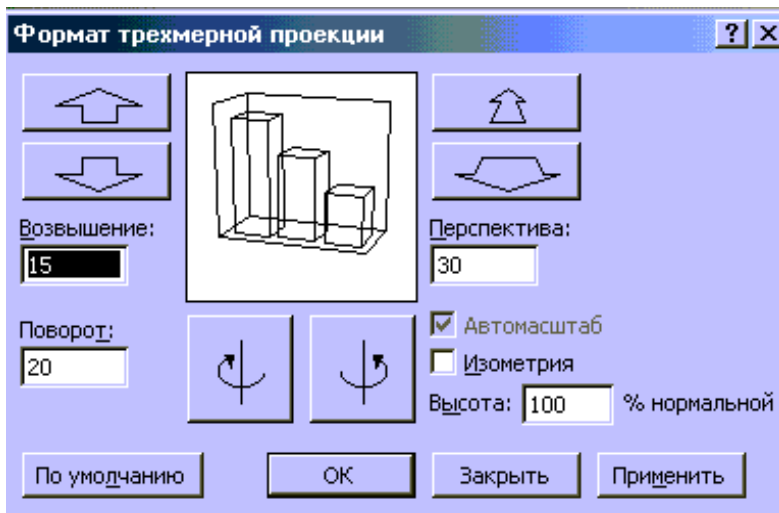 Формат трехмерной проекции
Возвышение:
15
Перспектива:
30
Поворот:
20
Автомасштаб
Изометрия
Высота: 100 % нормальной
По умолчанию ОК Закрыть Применить